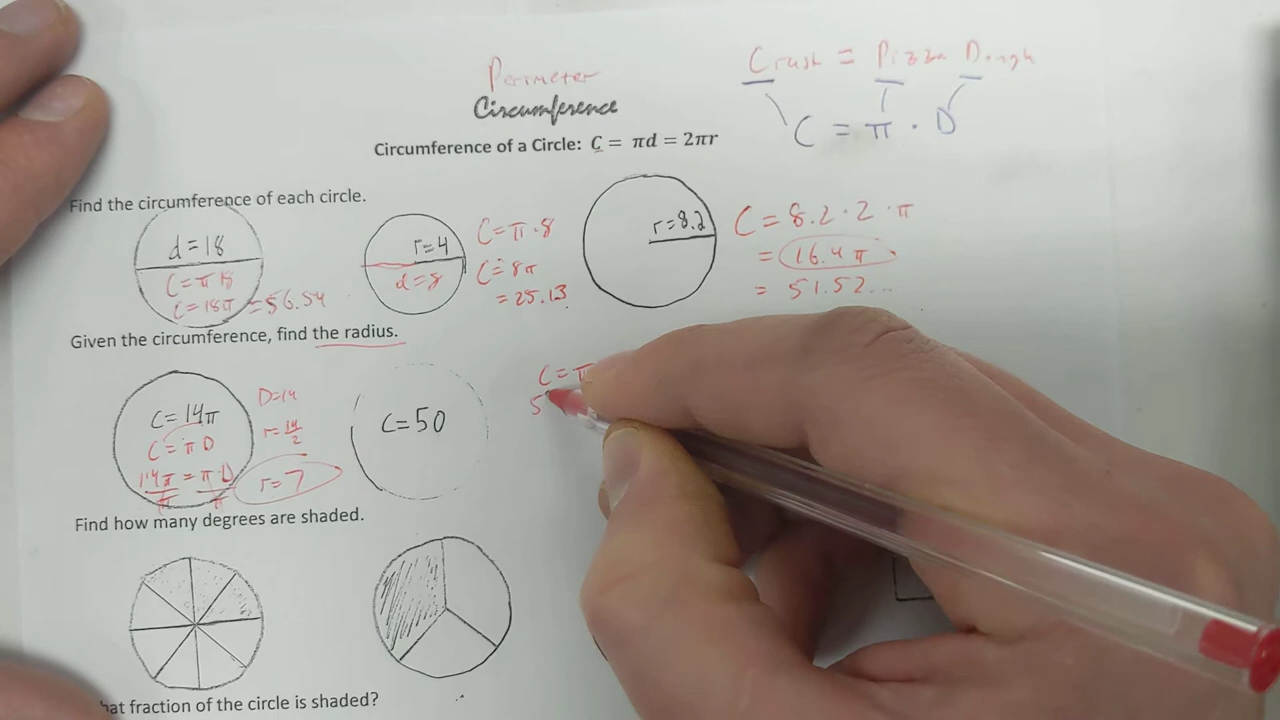 Perimeter
Circumference
Crust = Pizza Dough
C = π · D
Circumference of a Circle: C = πd = 2πr
Find the circumference of each circle.
d=18
C=π18
C=18π =56.54
r=4
d=8
C=π·8
C=8π
=25.13
r=8.2
C=8.2·2·π
=16.4π
=51.52...
Given the circumference, find the radius.
C=14π
C=πD
14π=π·D
π π
D=14
r=14/2
r=7
C=50
C=π
5
Find how many degrees are shaded.
hat fraction of the circle is shaded?